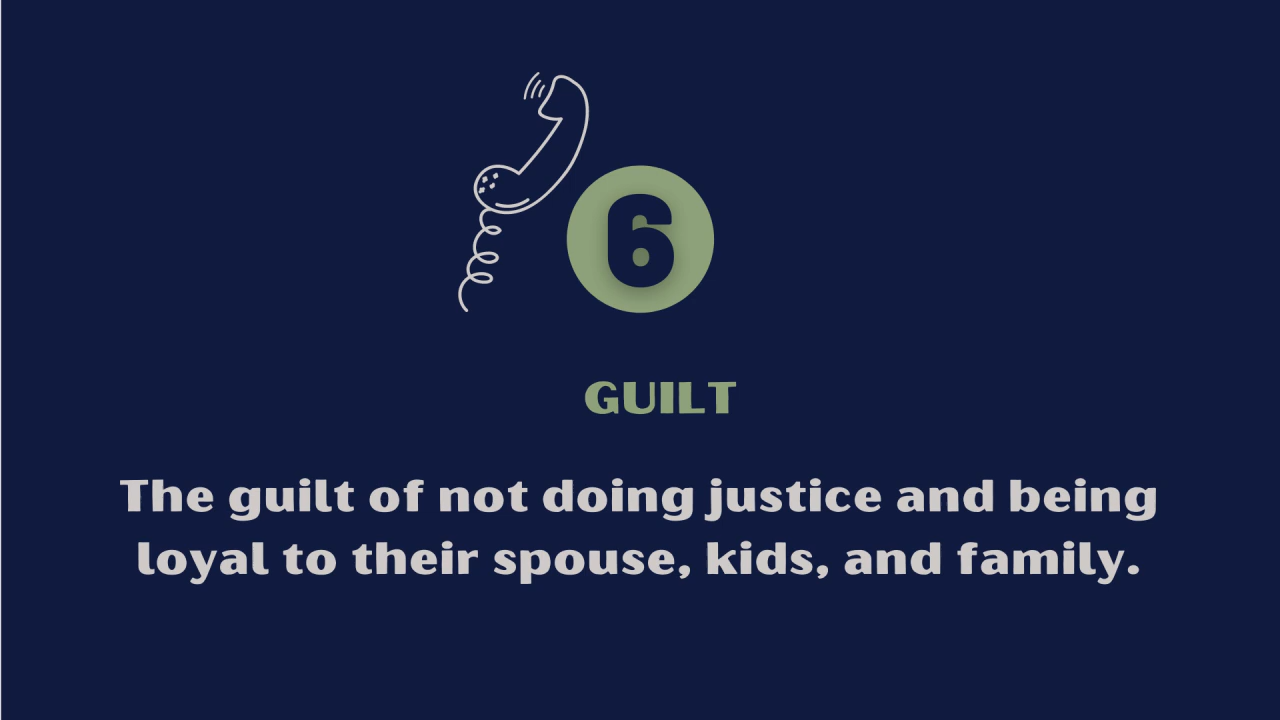 6
GUILT
The guilt of not doing justice and being
loyal to their spouse, kids, and family.